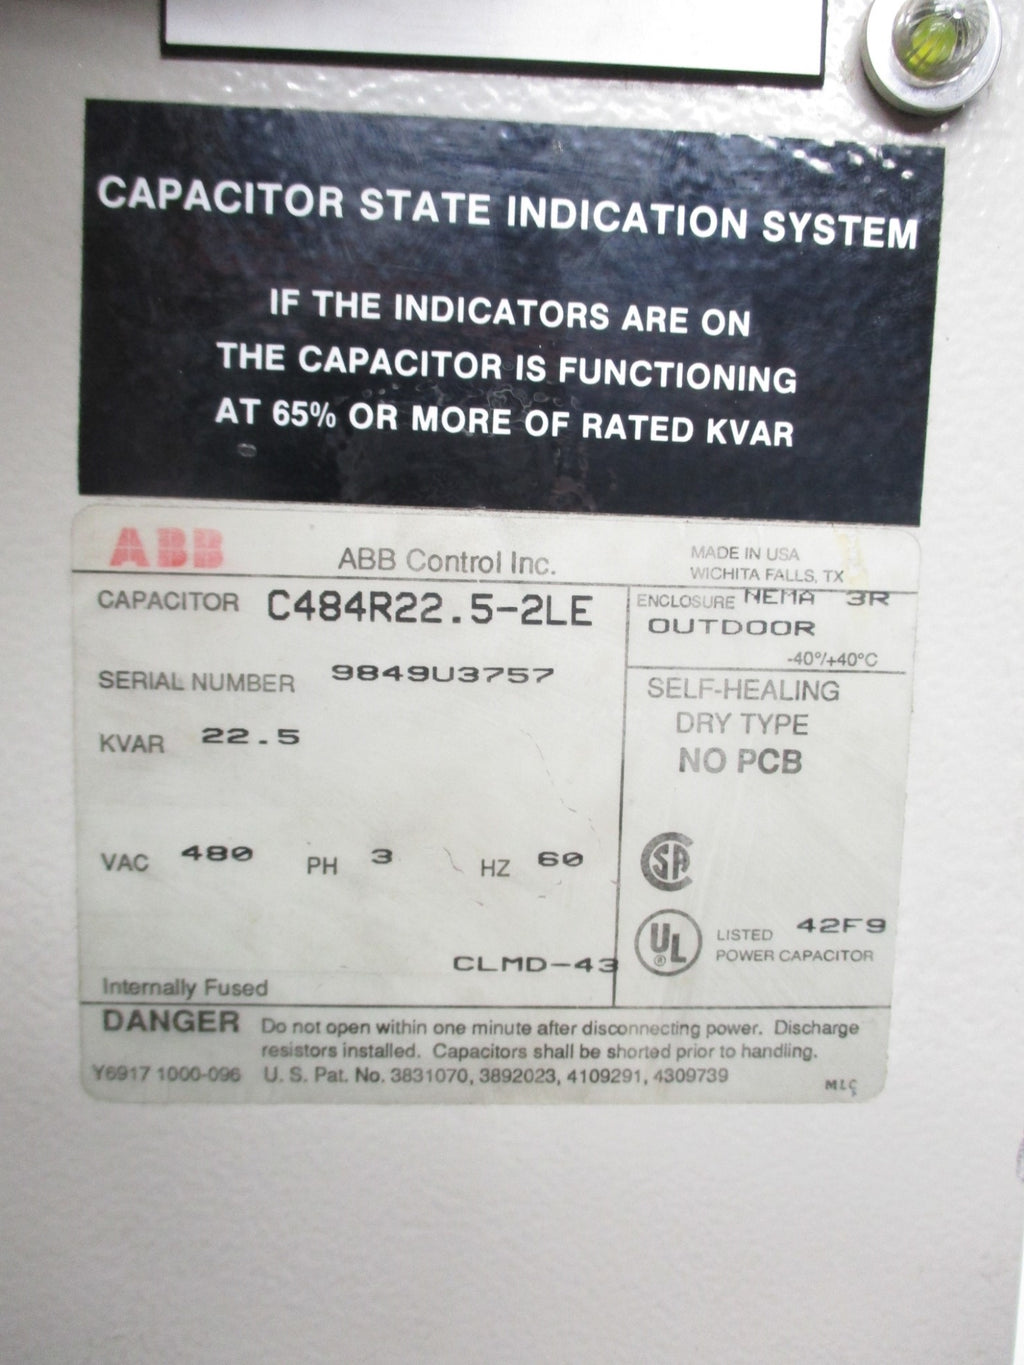 CAPACITOR STATE INDICATION SYSTEM
IF THE INDICATORS ARE ON
THE CAPACITOR IS FUNCTIONING
AT 65% OR MORE OF RATED KVAR
ABB ABB Control Inc. MADE IN USA
WICHITA FALLS, TX
CAPACITOR C484R22.5-2LE
ENCLOSURE NEMA 3R
OUTDOOR
-40°/+40°C
SERIAL NUMBER 9849U3757
KVAR 22.5
SELF-HEALING
DRY TYPE
NO PCB
VAC 480 PH 3 HZ 60
SA
UL ® LISTED 42F9
POWER CAPACITOR
CLMD-43
Internally Fused
DANGER Do not open within one minute after disconnecting power. Discharge
resistors installed. Capacitors shall be shorted prior to handling.
Y6917 1000-096 U. S. Pat. No. 3831070, 3892023, 4109291, 4309739
MLC